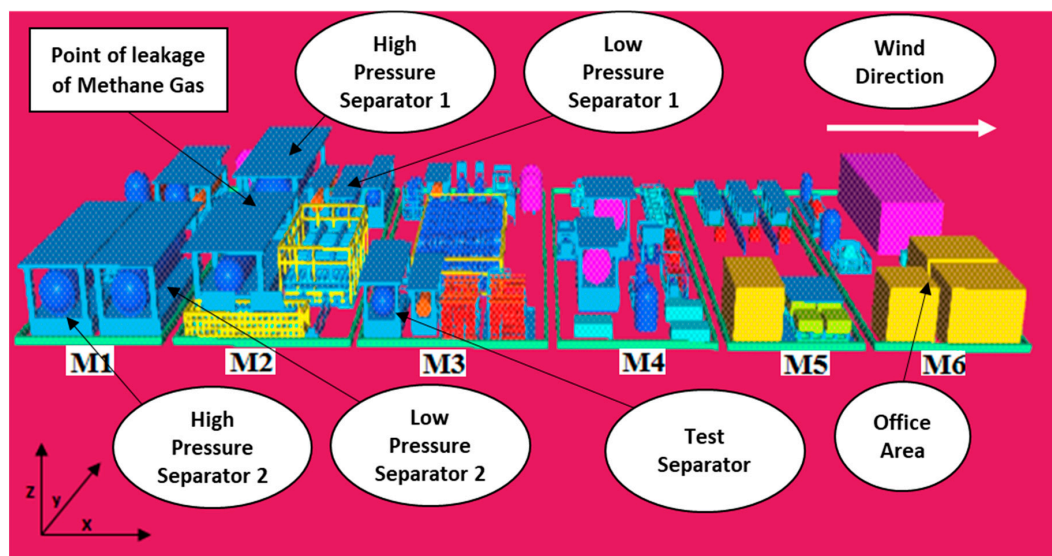 Point of leakage
of Methane Gas
High
Pressure
Separator 1
Low
Pressure
Separator 1
Wind
Direction
M1
M2
M3
M4
M5
M6
High
Pressure
Separator 2
Low
Pressure
Separator 2
Test
Separator
Office
Area
Z
y
X